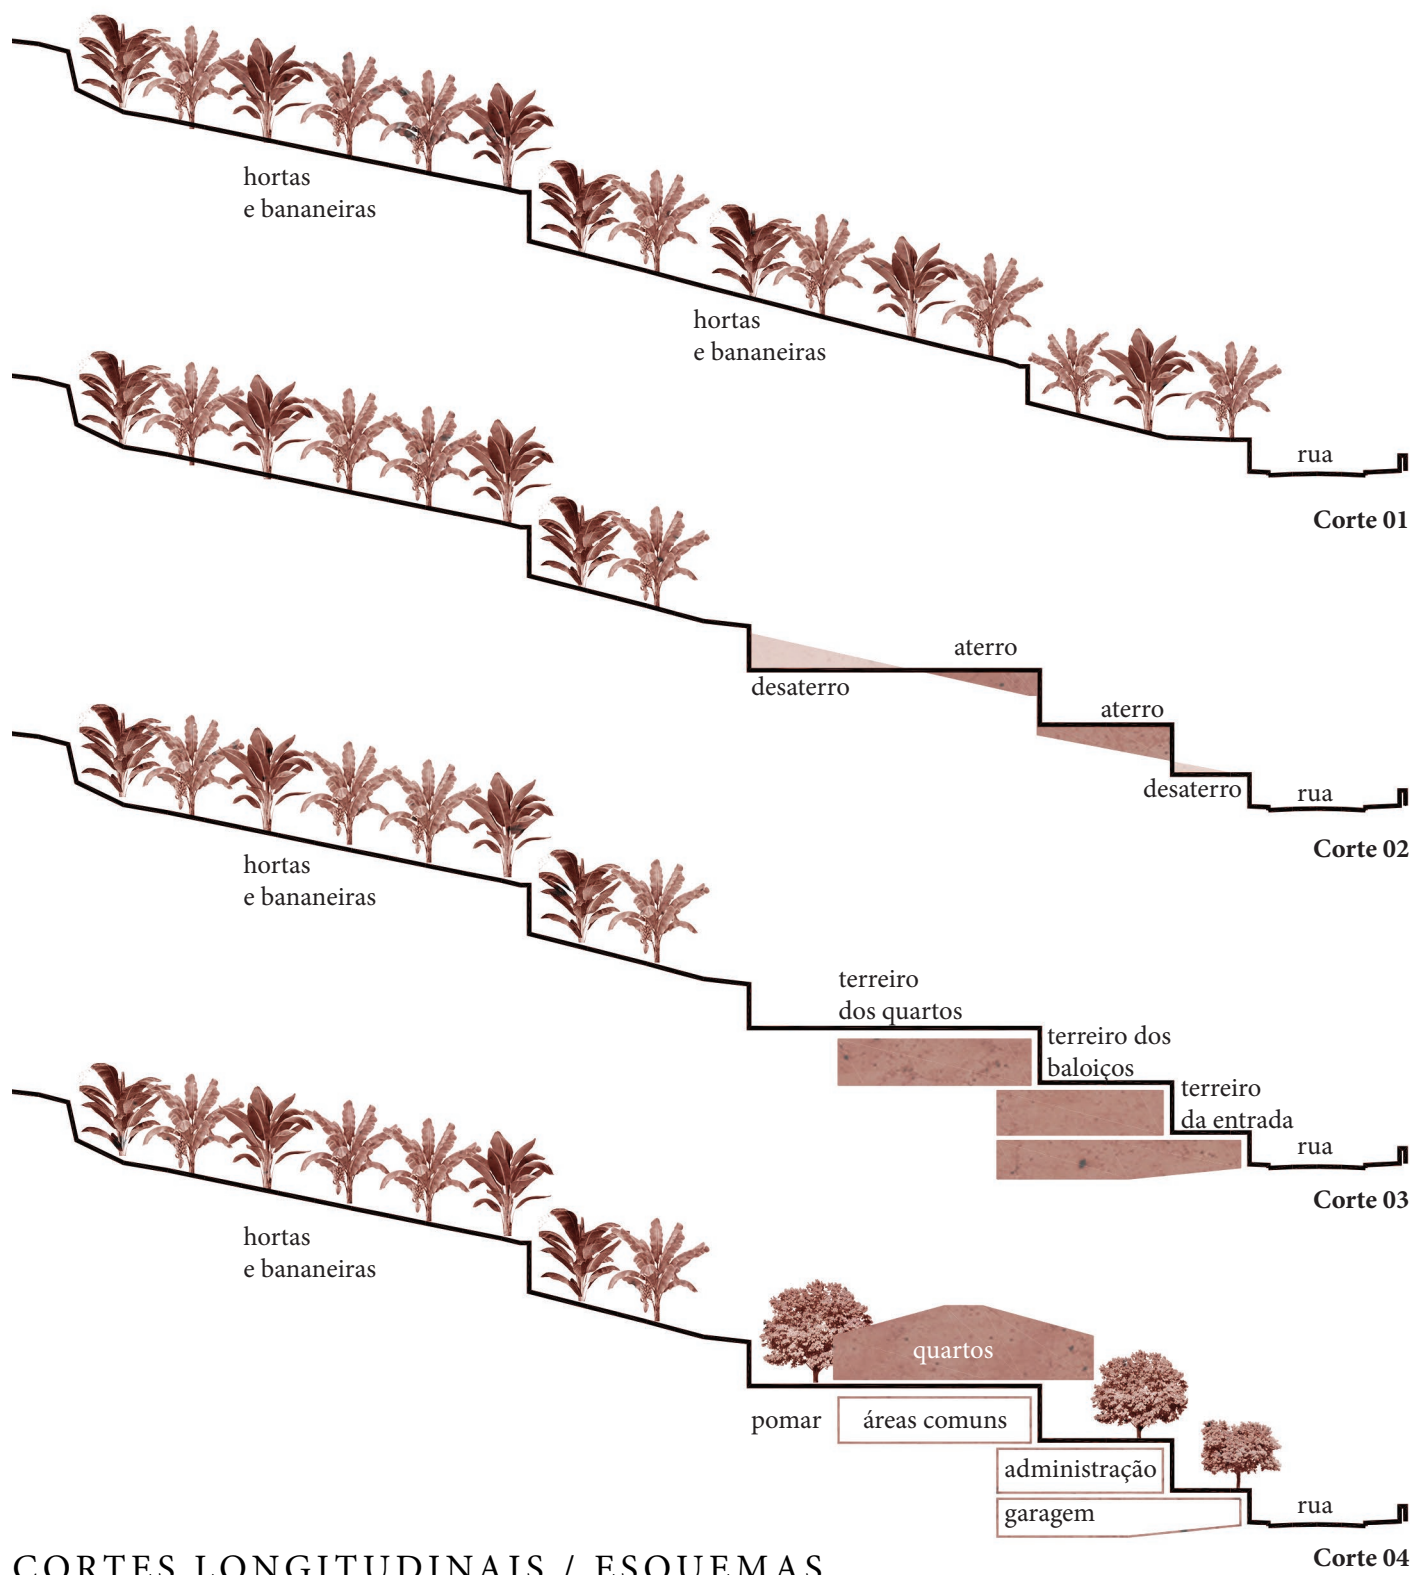 hortas
e bananeiras
hortas
e bananeiras
rua
Corte 01
aterro
desaterro
aterro
desaterro
rua
Corte 02
hortas
e bananeiras
terreiro
dos quartos
terreiro dos
baloiços
terreiro
da entrada
rua
Corte 03
hortas
e bananeiras
quartos
pomar
áreas comuns
administração
garagem
rua
Corte 04
CORTES LONGITUDINAIS / ESQUEMAS